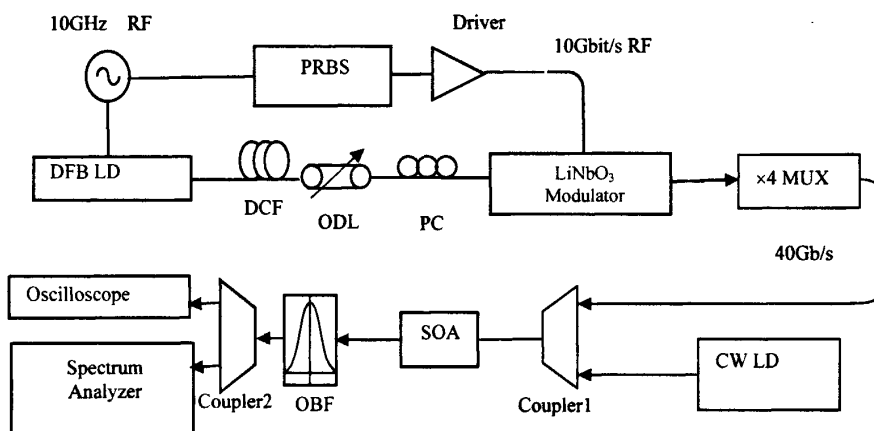 10GHz RF
Driver
10Gbit/s RF
PRBS
DFB LD
DCF
ODL
PC
LiNbO₃
Modulator
×4 MUX
40Gb/s
Oscilloscope
Spectrum
Analyzer
Coupler2
OBF
SOA
Coupler1
CW LD